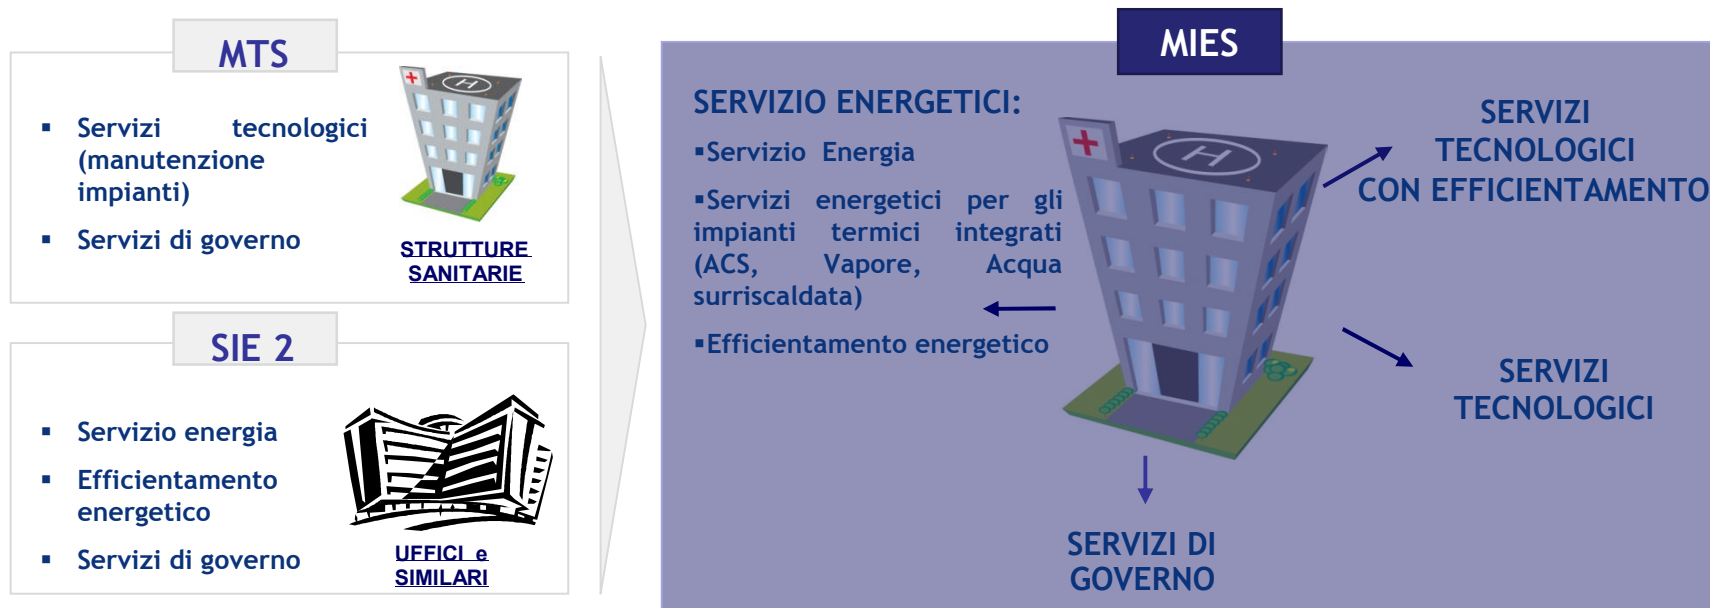 MTS
▪ Servizi tecnologici
(manutenzione
impianti)
▪ Servizi di governo
STRUTTURE
SANITARIE
SIE 2
▪ Servizio energia
▪ Efficientamento
energetico
▪ Servizi di governo
UFFICI e
SIMILARI
MIES
SERVIZIO ENERGETICI:
▪Servizio Energia
▪Servizi energetici per gli
impianti termici integrati
(ACS, Vapore, Acqua
surriscaldata)
▪Efficientamento energetico
H
H
SERVIZI
TECNOLOGICI
CON EFFICIENTAMENTO
SERVIZI
TECNOLOGICI
SERVIZI DI
GOVERNO